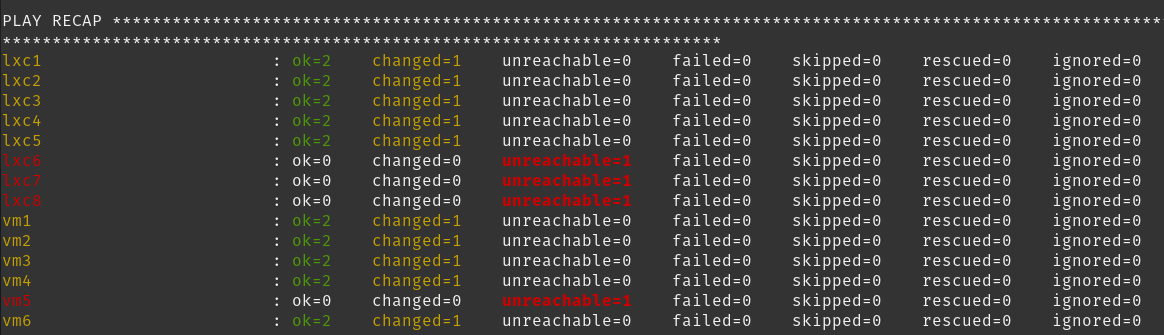 PLAY RECAP *********************************************************************************************************
************************************************************************
lxc1 : ok=2 changed=1 unreachable=0 failed=0 skipped=0 rescued=0 ignored=0
lxc2 : ok=2 changed=1 unreachable=0 failed=0 skipped=0 rescued=0 ignored=0
lxc3 : ok=2 changed=1 unreachable=0 failed=0 skipped=0 rescued=0 ignored=0
lxc4 : ok=2 changed=1 unreachable=0 failed=0 skipped=0 rescued=0 ignored=0
lxc5 : ok=2 changed=1 unreachable=0 failed=0 skipped=0 rescued=0 ignored=0
lxc6 : ok=0 changed=0 unreachable=1 failed=0 skipped=0 rescued=0 ignored=0
lxc7 : ok=0 changed=0 unreachable=1 failed=0 skipped=0 rescued=0 ignored=0
lxc8 : ok=0 changed=0 unreachable=1 failed=0 skipped=0 rescued=0 ignored=0
vm1 : ok=2 changed=1 unreachable=0 failed=0 skipped=0 rescued=0 ignored=0
vm2 : ok=2 changed=1 unreachable=0 failed=0 skipped=0 rescued=0 ignored=0
vm3 : ok=2 changed=1 unreachable=0 failed=0 skipped=0 rescued=0 ignored=0
vm4 : ok=2 changed=1 unreachable=0 failed=0 skipped=0 rescued=0 ignored=0
vm5 : ok=0 changed=0 unreachable=1 failed=0 skipped=0 rescued=0 ignored=0
vm6 : ok=2 changed=1 unreachable=0 failed=0 skipped=0 rescued=0 ignored=0